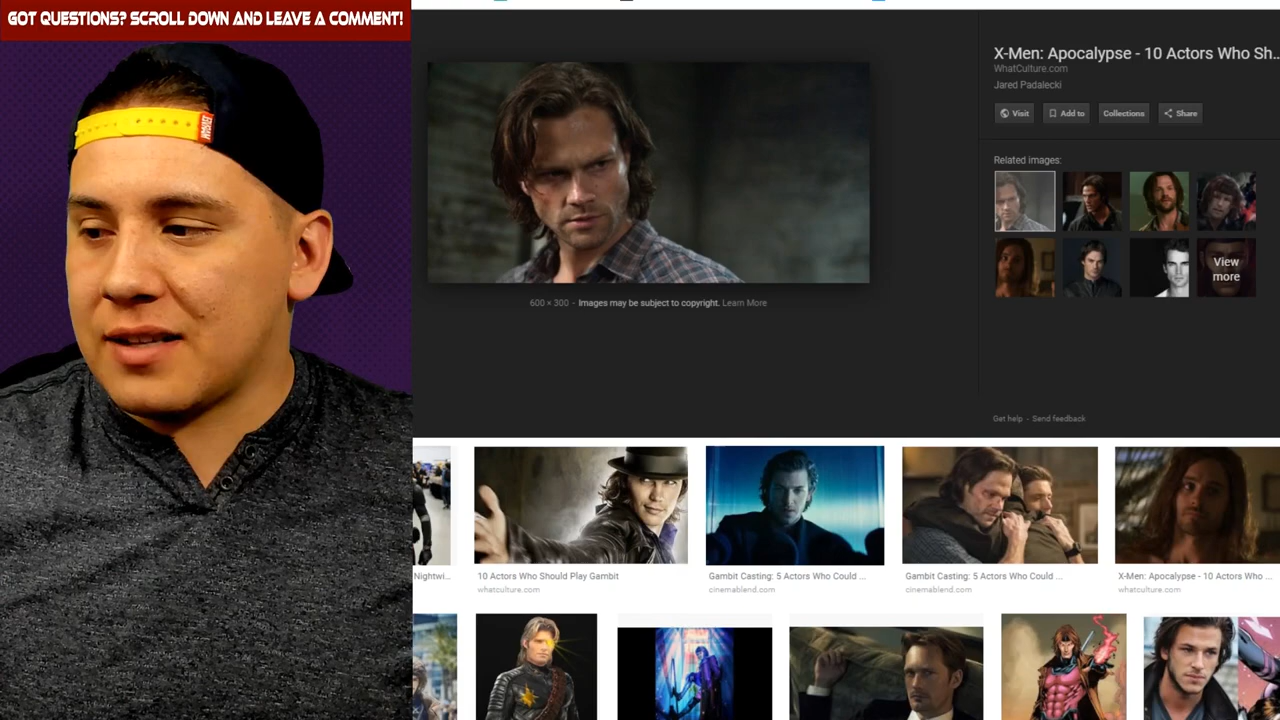 GOT QUESTIONS? SCROLL DOWN AND LEAVE A COMMENT!
X-Men: Apocalypse - 10 Actors Who Sh...
WhatCulture.com
Jared Padalecki
Visit
Add to
Collections
Share
Related images:
View
more
600 × 300 - Images may be subject to copyright. Learn More
Get help - Send feedback
Nightwi...
10 Actors Who Should Play Gambit
whatculture.com
Gambit Casting: 5 Actors Who Could ...
cinemablend.com
Gambit Casting: 5 Actors Who Could ...
cinemablend.com
X-Men: Apocalypse - 10 Actors Who ...
whatculture.com